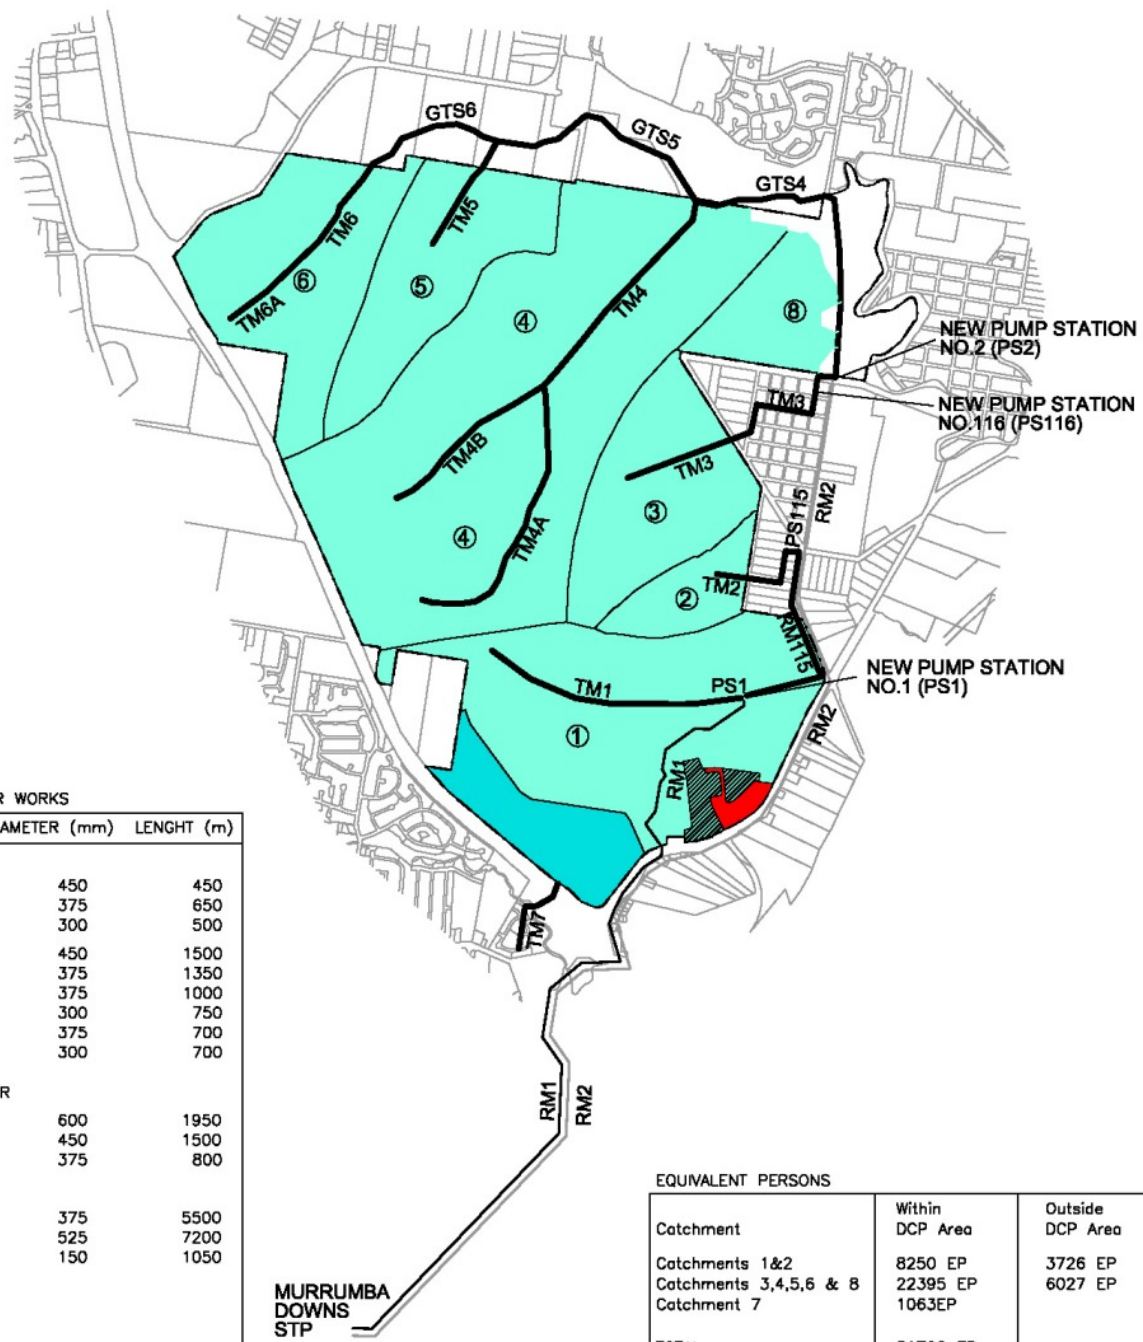 GTS6
GTS5
GTS4
TM5
TM6
TM6A
⑥
⑤
④
TM4
⑧
NEW PUMP STATION
NO.2 (PS2)
TM3
NEW PUMP STATION
NO.116 (PS116)
TM4B
TM3
RM2
③
PS115
④
TM4A
TM2
②
RM115
NEW PUMP STATION
NO.1 (PS1)
TM1
PS1
①
RM2
RM1
TM7
RM1
RM2
MURRUMBA
DOWNS
STP
R WORKS
AMETER (mm) LENGHT (m)
450 450
375 650
300 500
450 1500
375 1350
375 1000
300 750
375 700
300 700
R
600 1950
450 1500
375 800
375 5500
525 7200
150 1050
EQUIVALENT PERSONS
Catchment Within DCP Area Outside DCP Area
Catchments 1&2 8250 EP 3726 EP
Catchments 3,4,5,6 & 8 22395 EP 6027 EP
Catchment 7 1063EP